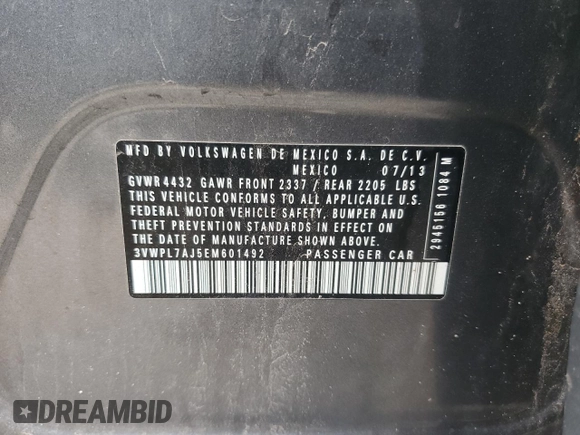 MFD BY VOLKSWAGEN DE MEXICO S.A. DE C.V.
MEXICO 07/13
GVWR 4432 GAWR FRONT 2337 / REAR 2205 LBS
THIS VEHICLE CONFORMS TO ALL APPLICABLE U.S.
FEDERAL MOTOR VEHICLE SAFETY, BUMPER AND
THEFT PREVENTION STANDARDS IN EFFECT ON THE
DATE OF MANUFACTURE SHOWN ABOVE.
3VWPL7AJ5EM601492 PASSENGER CAR
2945156 1084 M
DREAMBID